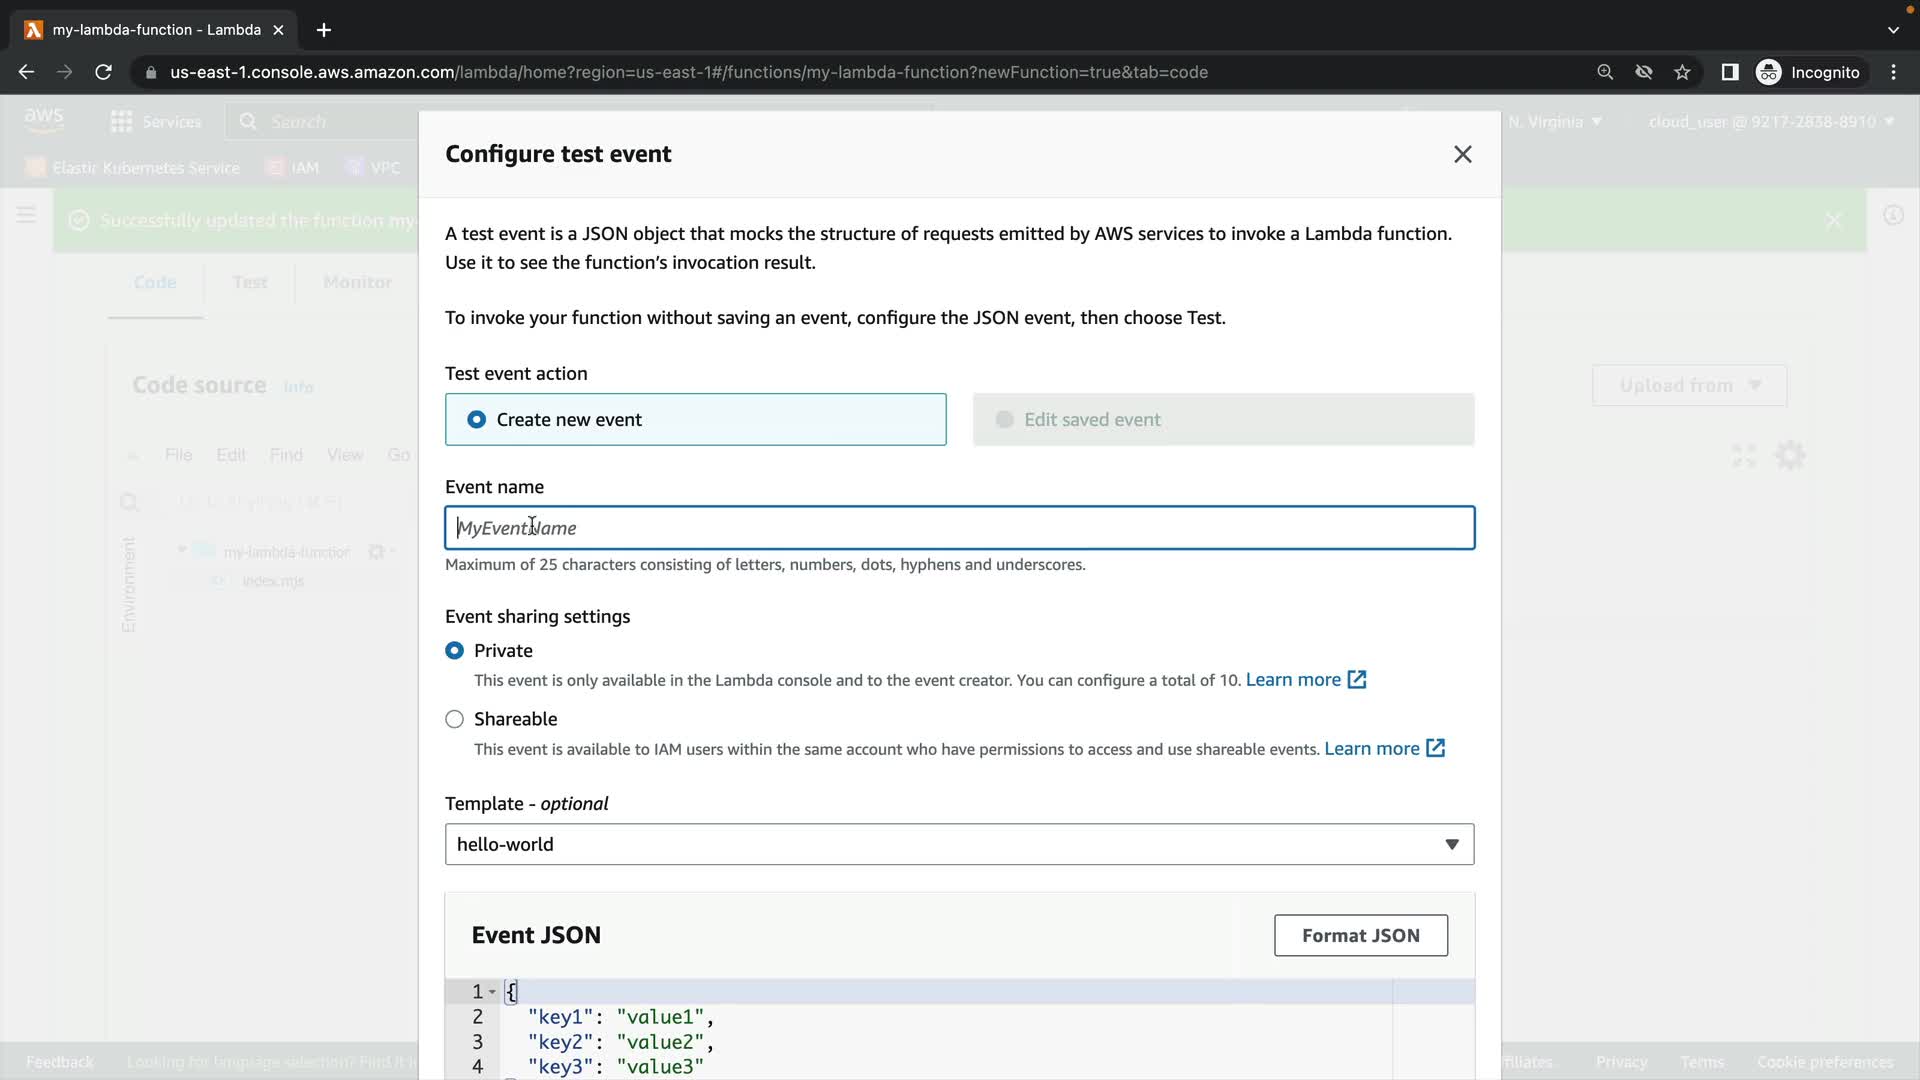 my-lambda-function - Lambda
us-east-1.console.aws.amazon.com/lambda/home?region=us-east-1#/functions/my-lambda-function?newFunction=true&tab=code
Incognito
aws
Services
Search
N. Virginia
cloud_user @ 9217-2838-8910
Elastic Kubernetes Service
IAM
VPC
Configure test event
Successfully updated the function my-
A test event is a JSON object that mocks the structure of requests emitted by AWS services to invoke a Lambda function.
Use it to see the function's invocation result.
Code
Test
Monitor
To invoke your function without saving an event, configure the JSON event, then choose Test.
Test event action
Code source
Info
Upload from
Create new event
Edit saved event
File
Edit
Find
View
Go
Event name
MyEventName
Maximum of 25 characters consisting of letters, numbers, dots, hyphens and underscores.
my-lambda-function
index.mjs
Environment
Event sharing settings
Private
This event is only available in the Lambda console and to the event creator. You can configure a total of 10. Learn more
Shareable
This event is available to IAM users within the same account who have permissions to access and use shareable events. Learn more
Template - optional
hello-world
Event JSON
Format JSON
1 {
2 "key1": "value1",
3 "key2": "value2",
4 "key3": "value3"
Feedback
Looking for language selection? Find it
Privacy
Terms
Cookie preferences